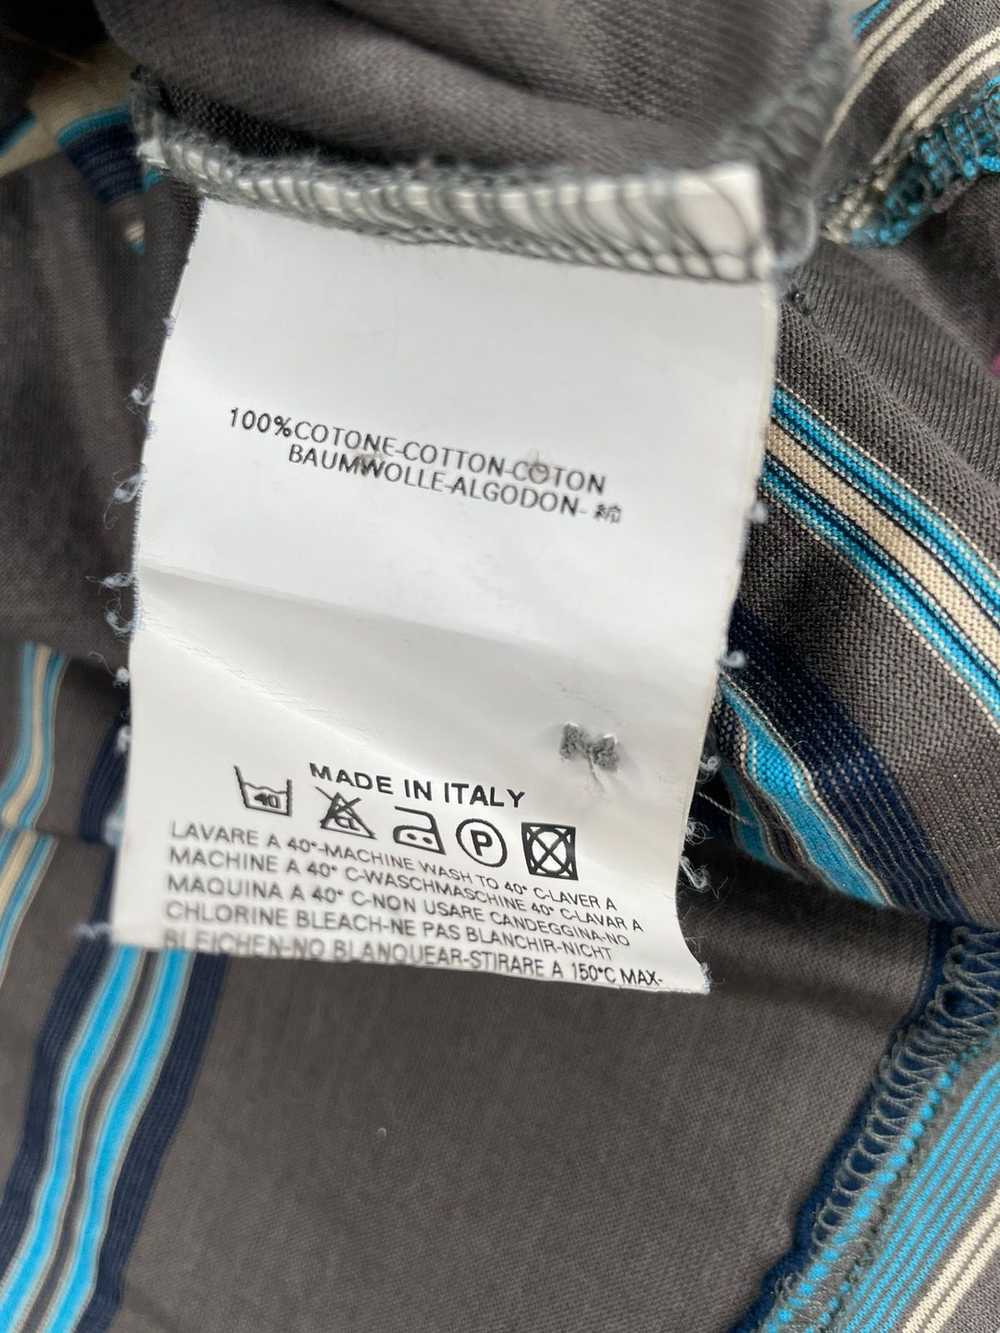 100%COTONE-COTTON-COTON
BAUMWOLLE-ALGODON- 綿
MADE IN ITALY
40 CL P
LAVARE A 40°-MACHINE WASH TO 40° C-LAVER A
MACHINE A 40° C-WASCHMASCHINE 40° C-LAVAR A
MAQUINA A 40° C-NON USARE CANDEGGINA-NO
CHLORINE BLEACH-NE PAS BLANCHIR-NICHT
BLEICHEN-NO BLANQUEAR-STIRARE A 150°C MAX-